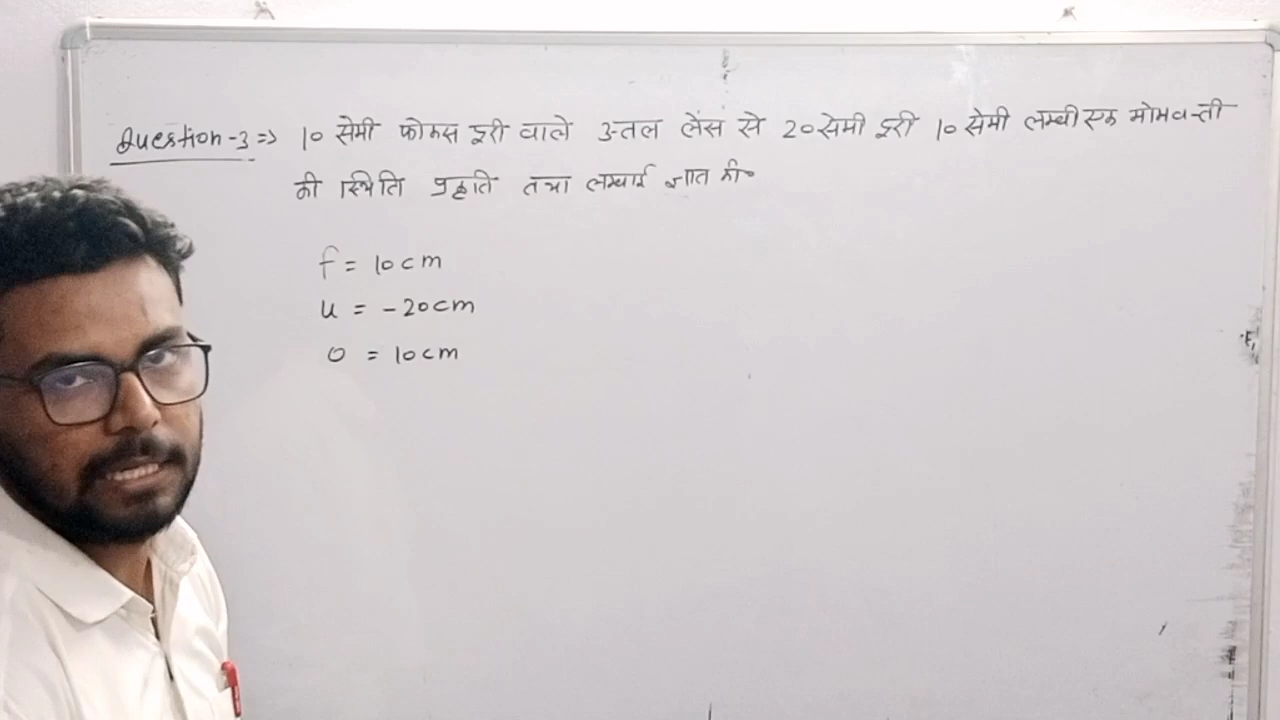 Question-3 ⇒ 10 सेमी फोकस दूरी वाले उत्तल लेंस से 20 सेमी दूरी 10 सेमी लम्बी एक मोमबत्ती
की स्थिति प्रकृति तथा लम्बाई ज्ञात की०
f = 10 cm
u = -20 cm
O = 10 cm